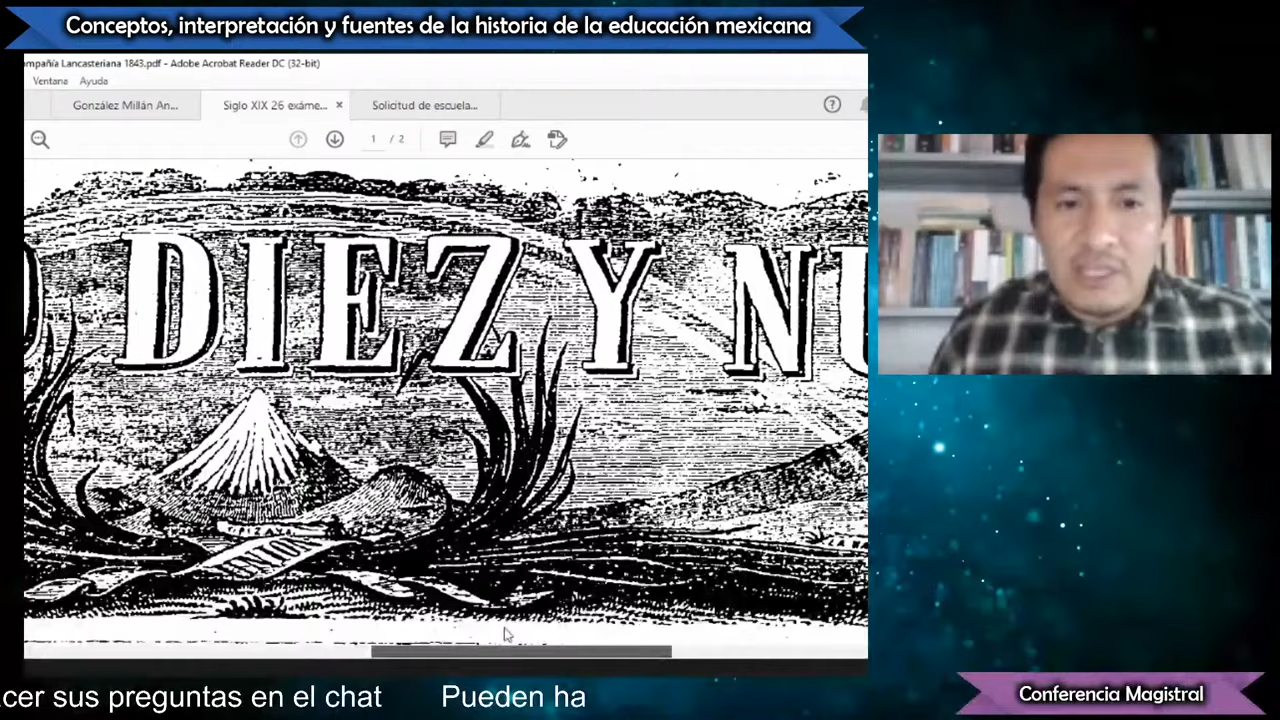 Conceptos, interpretación y fuentes de la historia de la educación mexicana
mpañía Lancasteriana 1843.pdf - Adobe Acrobat Reader DC (32-bit)
Ventana Ayuda
González Millán An...
Siglo XIX 26 exáme... ×
Solicitud de escuela...
1 / 2
DIEZ Y NU
UNION
cer sus preguntas en el chat Pueden ha
Conferencia Magistral